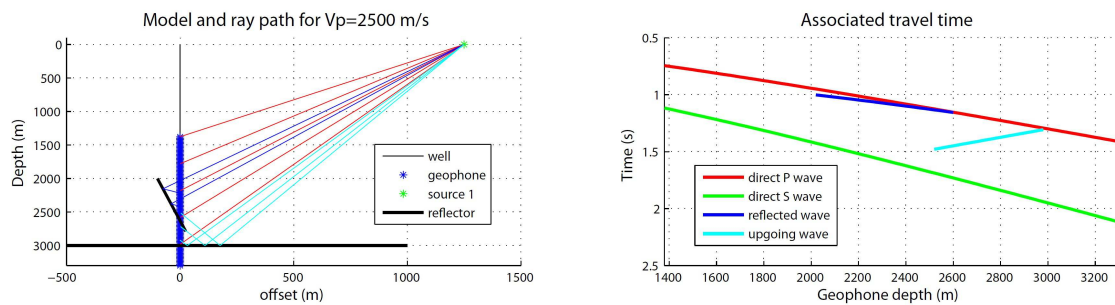 Model and ray path for Vp=2500 m/s
Depth (m)
0
500
1000
1500
2000
2500
3000
−500
0
500
1000
1500
offset (m)
well
geophone
source 1
reflector
Associated travel time
Time (s)
0.5
1
1.5
2
2.5
1400
1600
1800
2000
2200
2400
2600
2800
3000
3200
Geophone depth (m)
direct P wave
direct S wave
reflected wave
upgoing wave